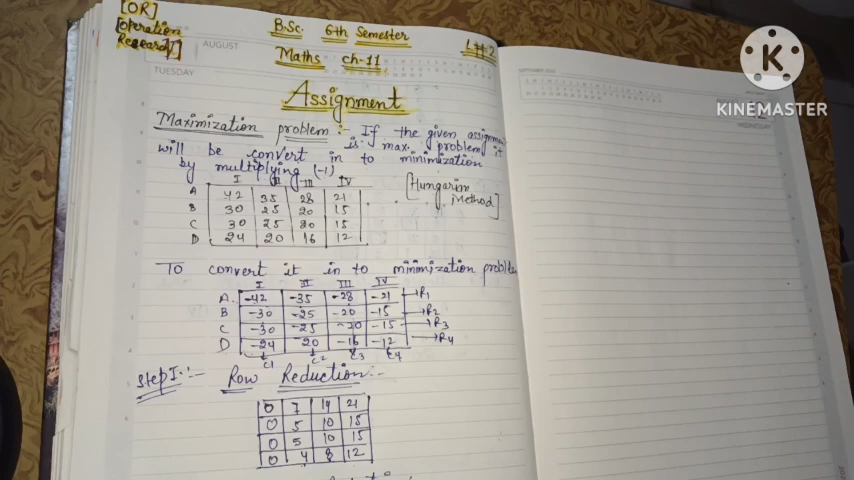 [OR]
[Operation
Research]
B.Sc. 6th Semester
Maths ch-11
L#2
AUGUST
TUESDAY
Assignment
Maximization problem :- If the given assignme
is max. problem it
will be convert in to minimization
by multiplying (-1)
I II III IV
A 42 35 28 21
B 30 25 20 15
C 30 25 20 15
D 24 20 16 12
[Hungarian
Method]
To convert it in to minimization proble
I II III IV
A. -42 -35 -28 -21 → R1
B -30 -25 -20 -15 → R2
C -30 -25 -20 -15 → R3
D -24 -20 -16 -12 → R4
C1 C2 C3 C4
Step I :- Row Reduction :-
0 7 14 21
0 5 10 15
0 5 10 15
0 4 8 12
K
KINEMASTER
WEDNESDAY